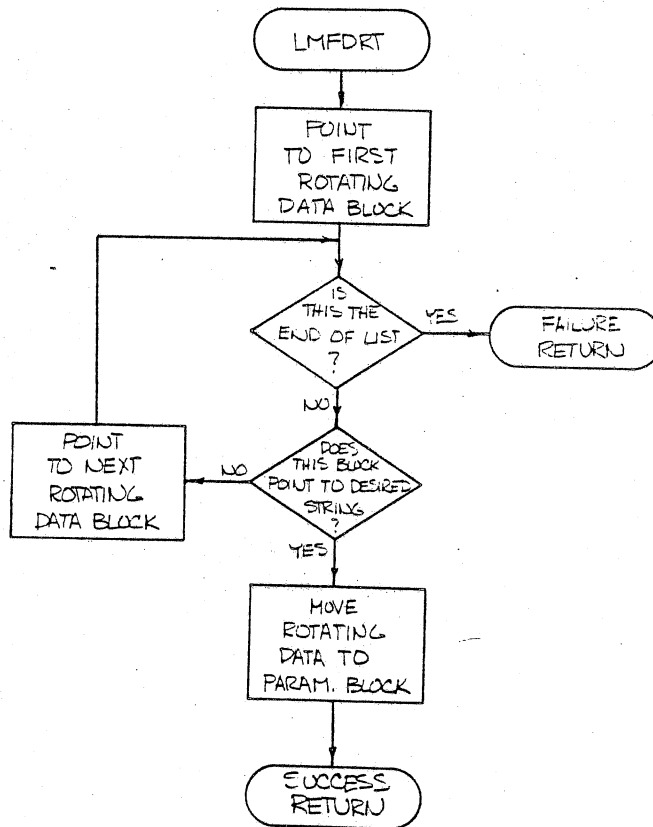 LMFDRT
POINT
TO FIRST
ROTATING
DATA BLOCK
IS
THIS THE
END OF LIST
?
YES
FAILURE
RETURN
NO
DOES
THIS BLOCK
POINT TO DESIRED
STRING
?
NO
POINT
TO NEXT
ROTATING
DATA BLOCK
YES
MOVE
ROTATING
DATA TO
PARAM. BLOCK
SUCCESS
RETURN